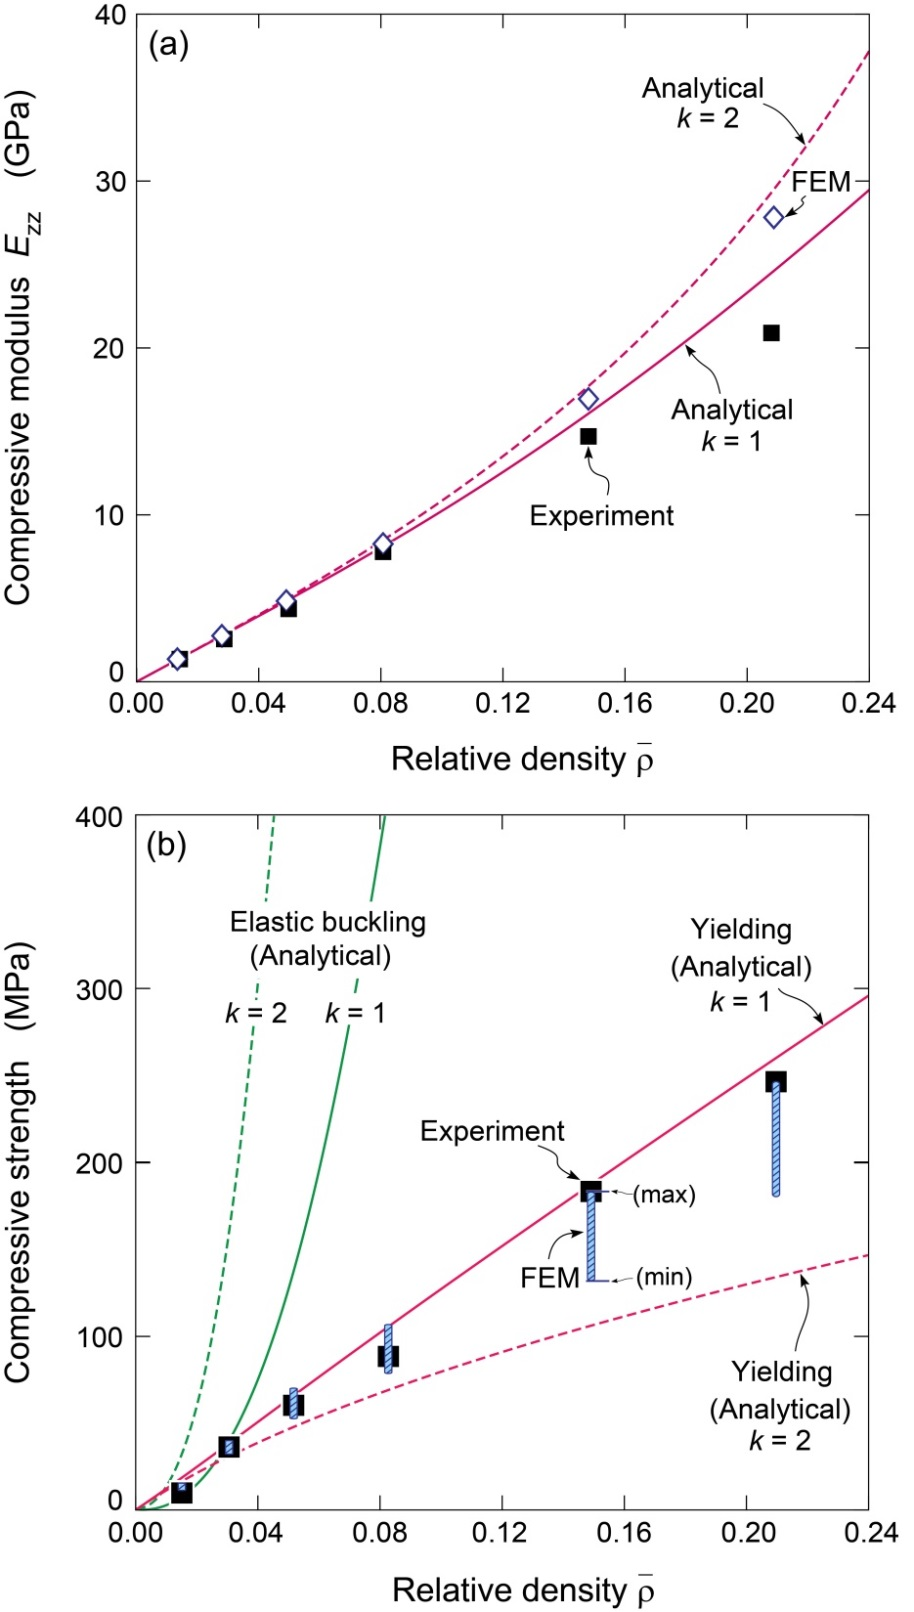 (a)
40
30
20
10
0
Compressive modulus E_zz (GPa)
Analytical
k = 2
FEM
Analytical
k = 1
Experiment
0.00 0.04 0.08 0.12 0.16 0.20 0.24
Relative density ρ̅
(b)
400
300
200
100
0
Compressive strength (MPa)
Elastic buckling
(Analytical)
k = 2 k = 1
Yielding
(Analytical)
k = 1
Experiment
(max)
FEM
(min)
Yielding
(Analytical)
k = 2
0.00 0.04 0.08 0.12 0.16 0.20 0.24
Relative density ρ̅